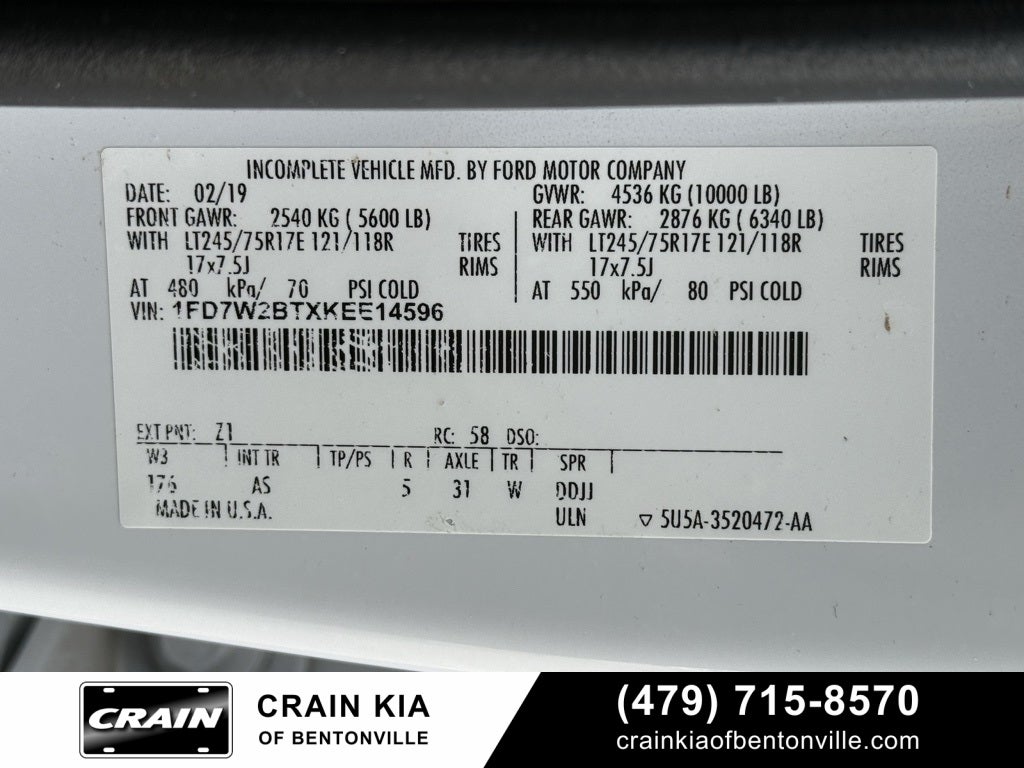 INCOMPLETE VEHICLE MFD. BY FORD MOTOR COMPANY
DATE: 02/19 GVWR: 4536 KG (10000 LB)
FRONT GAWR: 2540 KG ( 5600 LB) REAR GAWR: 2876 KG ( 6340 LB)
WITH LT245/75R17E 121/118R TIRES WITH LT245/75R17E 121/118R TIRES
17x7.5J RIMS 17x7.5J RIMS
AT 480 kPa/ 70 PSI COLD AT 550 kPa/ 80 PSI COLD
VIN: 1FD7W2BTXKEE14596
EXT PNT: Z1 RC: 58 DSO:
W3 INT TR TP/PS R AXLE TR SPR
176 AS 5 31 W DDJJ
MADE IN U.S.A. ULN ▽ 5U5A-3520472-AA
CRAIN CRAIN KIA
OF BENTONVILLE
(479) 715-8570
crainkiaofbentonville.com